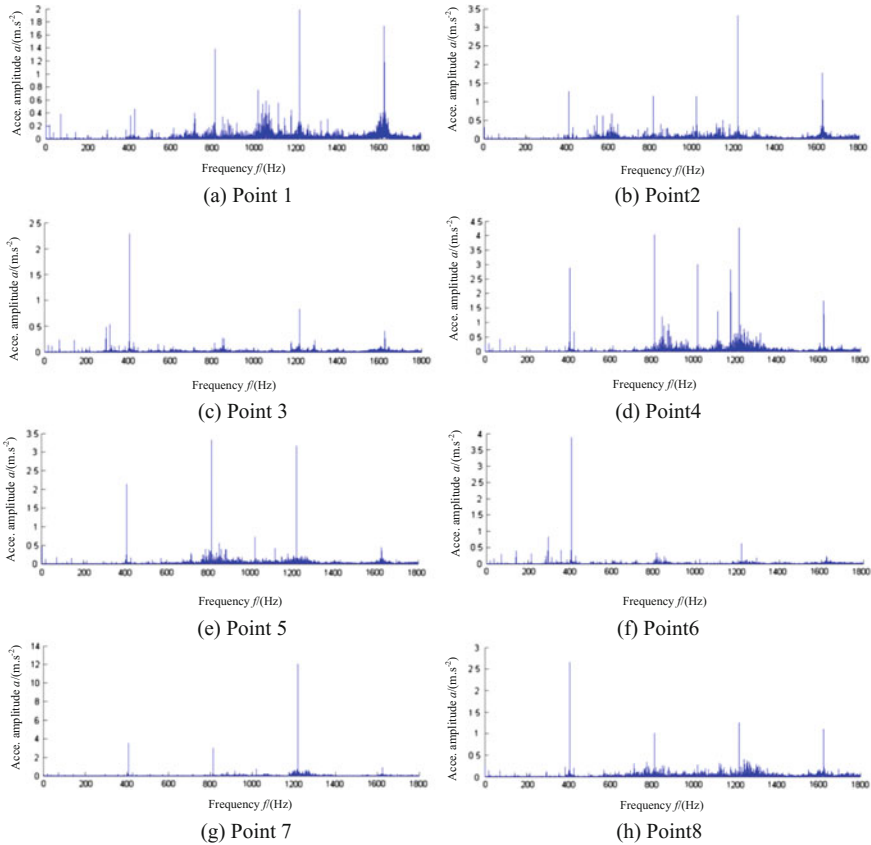 Acce. amplitude a/(m.s-2)
2
1.8
1.6
1.4
1.2
1
0.8
0.6
0.4
0.2
0
0 200 400 600 800 1000 1200 1400 1600 1800
Frequency f/(Hz)
(a) Point 1
Acce. amplitude a/(m.s-2)
3.5
3
2.5
2
1.5
1
0.5
0
0 200 400 600 800 1000 1200 1400 1600 1800
Frequency f/(Hz)
(b) Point2
Acce. amplitude a/(m.s-2)
2.5
2
1.5
1
0.5
0
0 200 400 600 800 1000 1200 1400 1600 1800
Frequency f/(Hz)
(c) Point 3
Acce. amplitude a/(m.s-2)
4.5
4
3.5
3
2.5
2
1.5
1
0.5
0
0 200 400 600 800 1000 1200 1400 1600 1800
Frequency f/(Hz)
(d) Point4
Acce. amplitude a/(m.s-2)
3.5
3
2.5
2
1.5
1
0.5
0
0 200 400 600 800 1000 1200 1400 1600 1800
Frequency f/(Hz)
(e) Point 5
Acce. amplitude a/(m.s-2)
4
3.5
3
2.5
2
1.5
1
0.5
0
0 200 400 600 800 1000 1200 1400 1600 1800
Frequency f/(Hz)
(f) Point6
Acce. amplitude a/(m.s-2)
14
12
10
8
6
4
2
0
0 200 400 600 800 1000 1200 1400 1600 1800
Frequency f/(Hz)
(g) Point 7
Acce. amplitude a/(m.s-2)
3
2.5
2
1.5
1
0.5
0
0 200 400 600 800 1000 1200 1400 1600 1800
Frequency f/(Hz)
(h) Point8